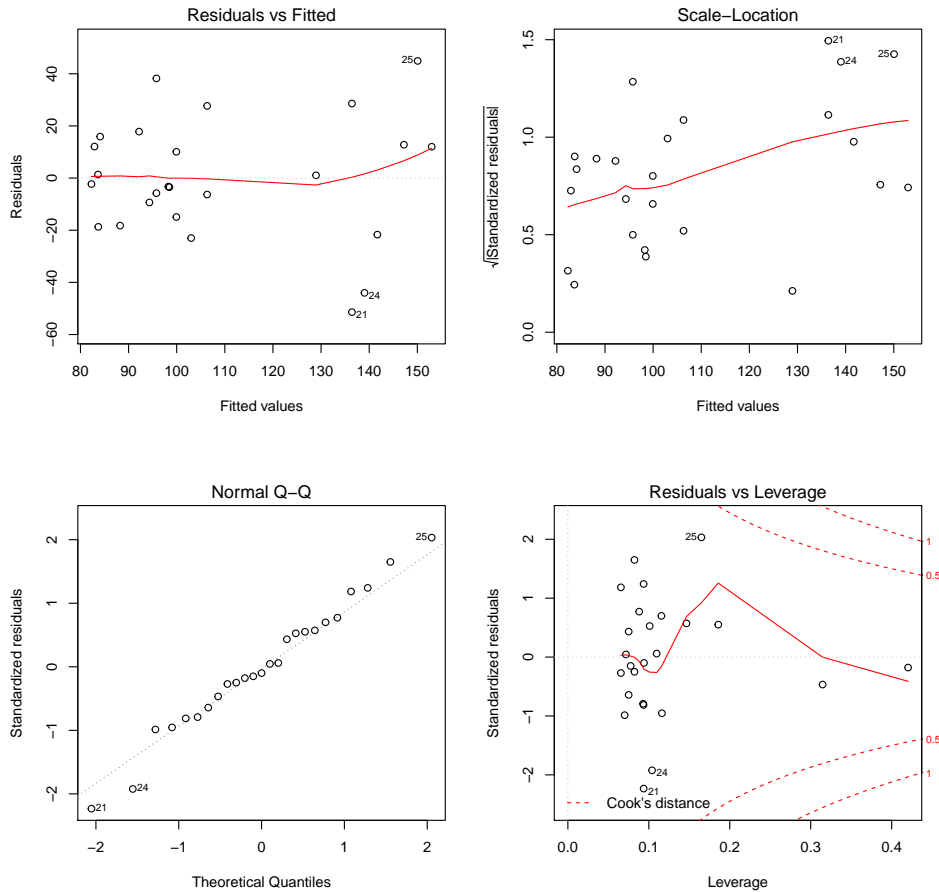 Residuals vs Fitted
Residuals
40
20
0
−20
−40
−60
25
24
21
80 90 100 110 120 130 140 150
Fitted values
Scale−Location
√|Standardized residuals|
1.5
1.0
0.5
0.0
21
24
25
80 90 100 110 120 130 140 150
Fitted values
Normal Q−Q
Standardized residuals
2
1
0
−1
−2
25
24
21
−2 −1 0 1 2
Theoretical Quantiles
Residuals vs Leverage
Standardized residuals
2
1
0
−1
−2
25
24
21
1
0.5
0.5
1
Cook's distance
0.0 0.1 0.2 0.3 0.4
Leverage